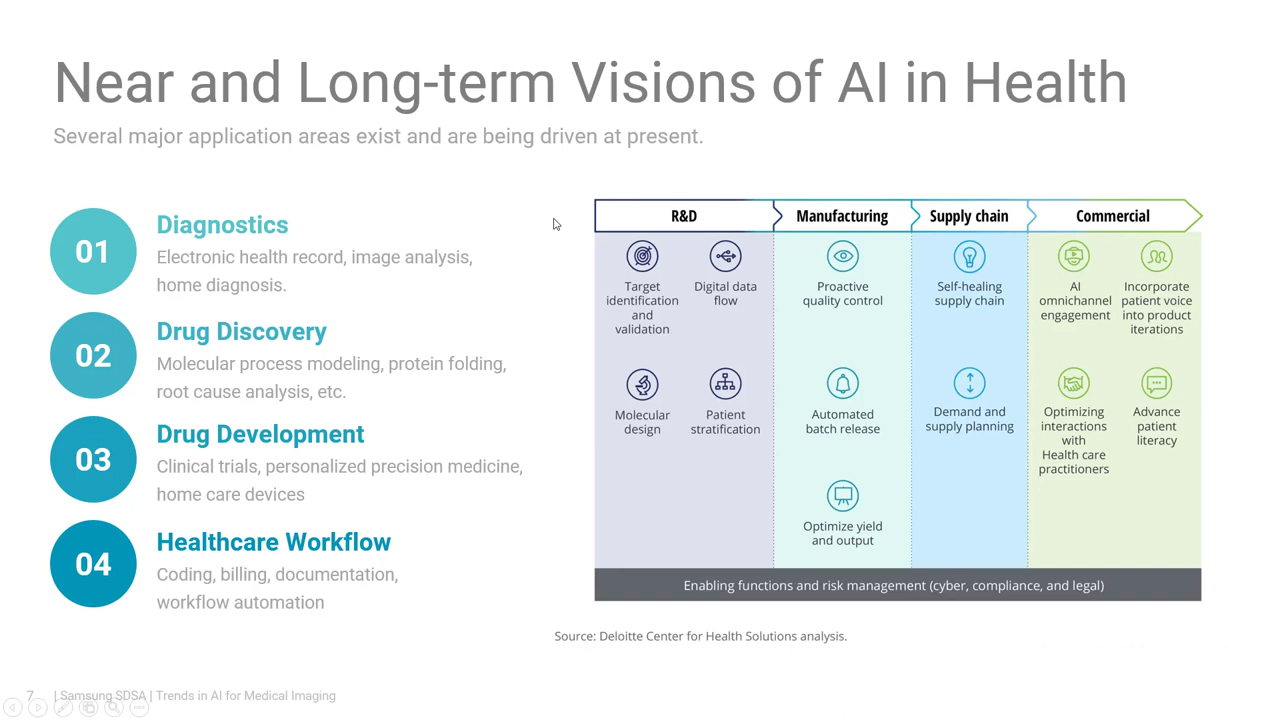 Near and Long-term Visions of AI in Health
Several major application areas exist and are being driven at present.
01
Diagnostics
Electronic health record, image analysis,
home diagnosis.
02
Drug Discovery
Molecular process modeling, protein folding,
root cause analysis, etc.
03
Drug Development
Clinical trials, personalized precision medicine,
home care devices
04
Healthcare Workflow
Coding, billing, documentation,
workflow automation
R&D
Target
identification
and
validation
Digital data
flow
Molecular
design
Patient
stratification
Manufacturing
Proactive
quality control
Automated
batch release
Optimize yield
and output
Supply chain
Self-healing
supply chain
Demand and
supply planning
Commercial
AI
omnichannel
engagement
Incorporate
patient voice
into product
iterations
Optimizing
interactions
with
Health care
practitioners
Advance
patient
literacy
Enabling functions and risk management (cyber, compliance, and legal)
Source: Deloitte Center for Health Solutions analysis.
7 | Samsung SDSA | Trends in AI for Medical Imaging